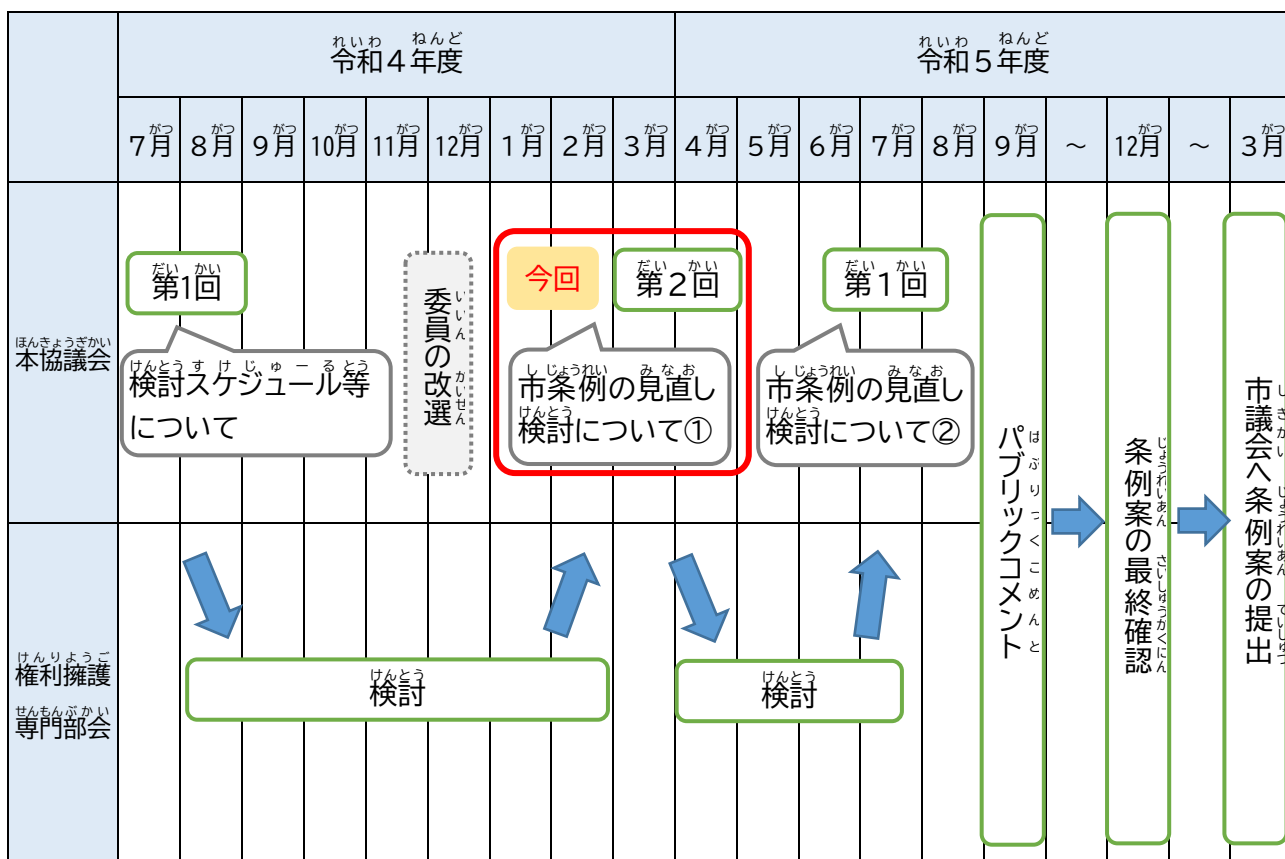 令和４年度 令和５年度
7月 8月 9月 10月 11月 12月 1月 2月 3月 4月 5月 6月 7月 8月 9月 ～ 12月 ～ 3月
本協議会
第1回
検討スケジュール等
について
委員の改選
今回
第2回
市条例の見直し
検討について①
第1回
市条例の見直し
検討について②
パブリックコメント
条例案の最終確認
市議会へ条例案の提出
権利擁護
専門部会
検討
検討